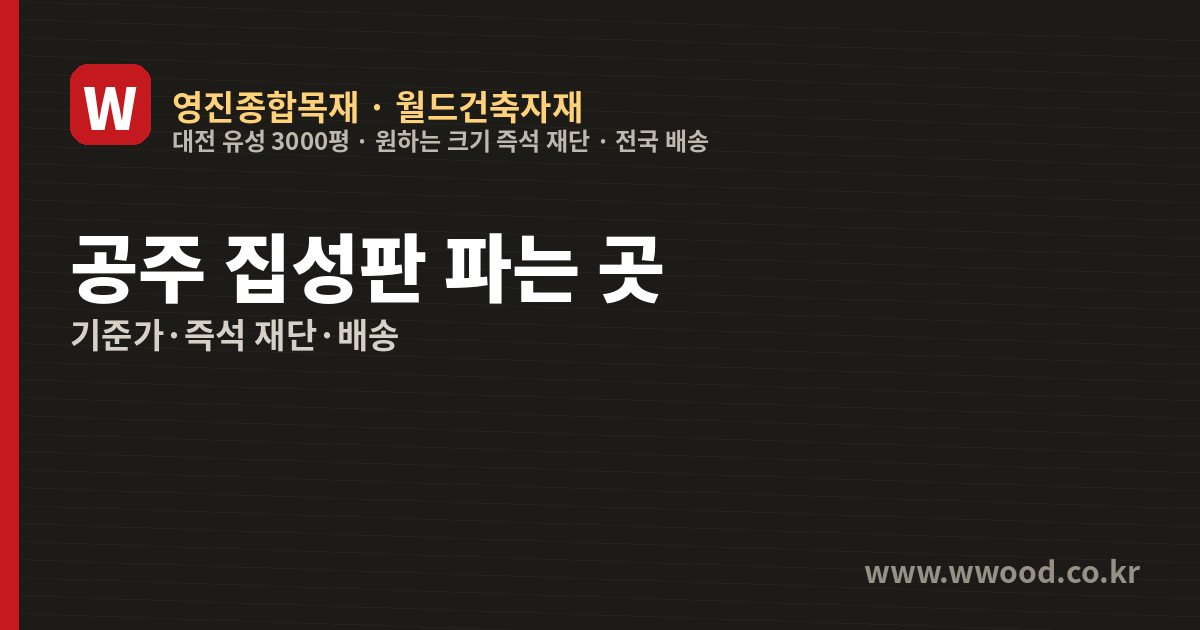 W
영진종합목재 · 월드건축자재
대전 유성 3000평 · 원하는 크기 즉석 재단 · 전국 배송
공주 집성판 파는 곳
기준가·즉석 재단·배송
www.wwood.co.kr